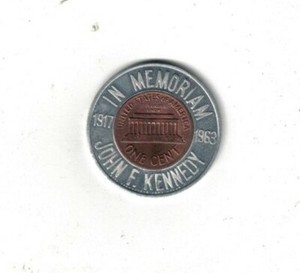 IN MEMORIAM
1917
1963
UNITED STATES OF AMERICA
ONE CENT
JOHN F. KENNEDY